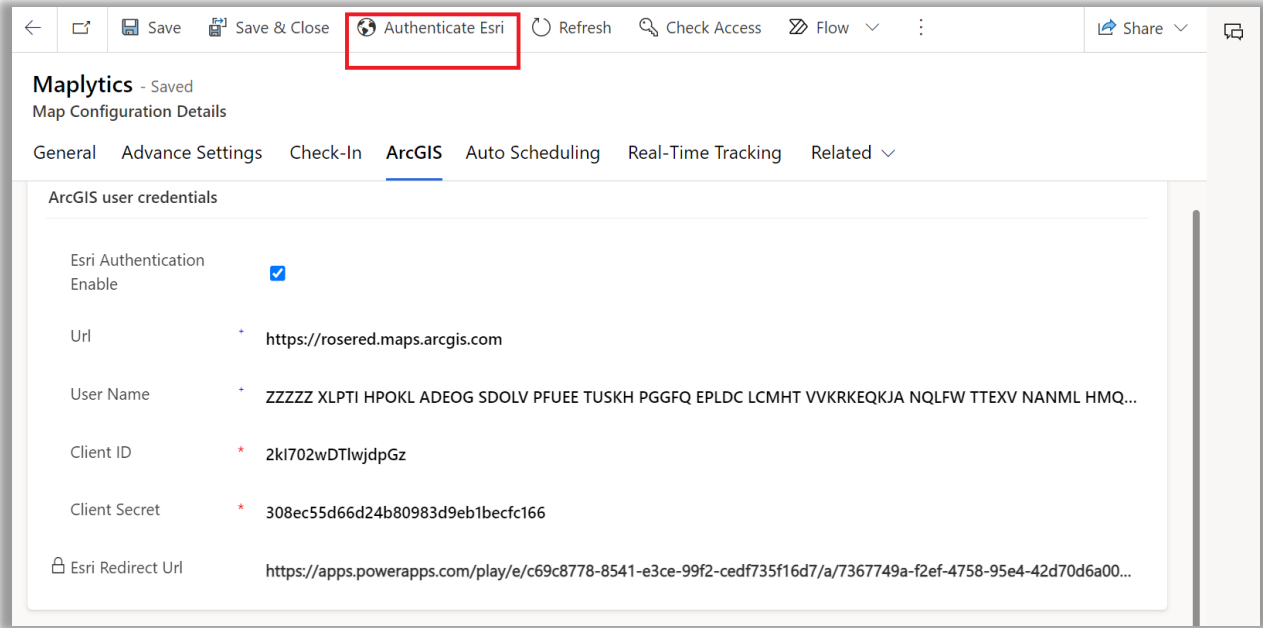 Save Save & Close Authenticate Esri Refresh Check Access Flow Share
Maplytics - Saved
Map Configuration Details
General Advance Settings Check-In ArcGIS Auto Scheduling Real-Time Tracking Related
ArcGIS user credentials
Esri Authentication
Enable
Url + https://rosered.maps.arcgis.com
User Name + ZZZZZ XLPTI HPOKL ADEOG SDOLV PFUEE TUSKH PGGFQ EPLDC LCMHT VVKRKEQKJA NQLFW TTEXV NANML HMQ...
Client ID * 2kI702wDTlwjdpGz
Client Secret * 308ec55d66d24b80983d9eb1becfc166
Esri Redirect Url https://apps.powerapps.com/play/e/c69c8778-8541-e3ce-99f2-cedf735f16d7/a/7367749a-f2ef-4758-95e4-42d70d6a00...